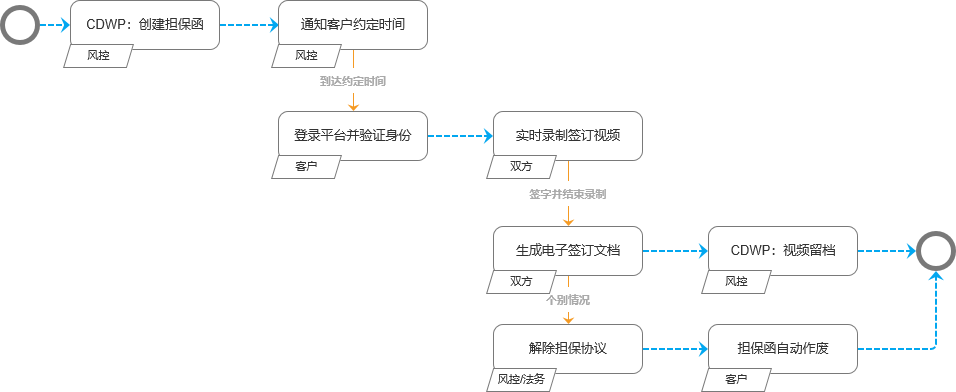 CDWP：创建担保函
通知客户约定时间
风控
风控
到达约定时间
登录平台并验证身份
实时录制签订视频
客户
双方
签字并结束录制
生成电子签订文档
CDWP：视频留档
双方
风控
个别情况
解除担保协议
担保函自动作废
风控/法务
客户